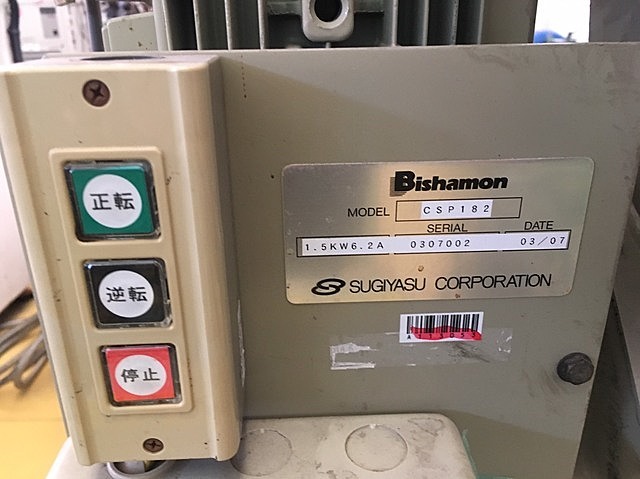 正転
逆転
停止
Bishamon
MODEL CSP182
SERIAL DATE
1.5KW6.2A 0307002 03/07
SUGIYASU CORPORATION